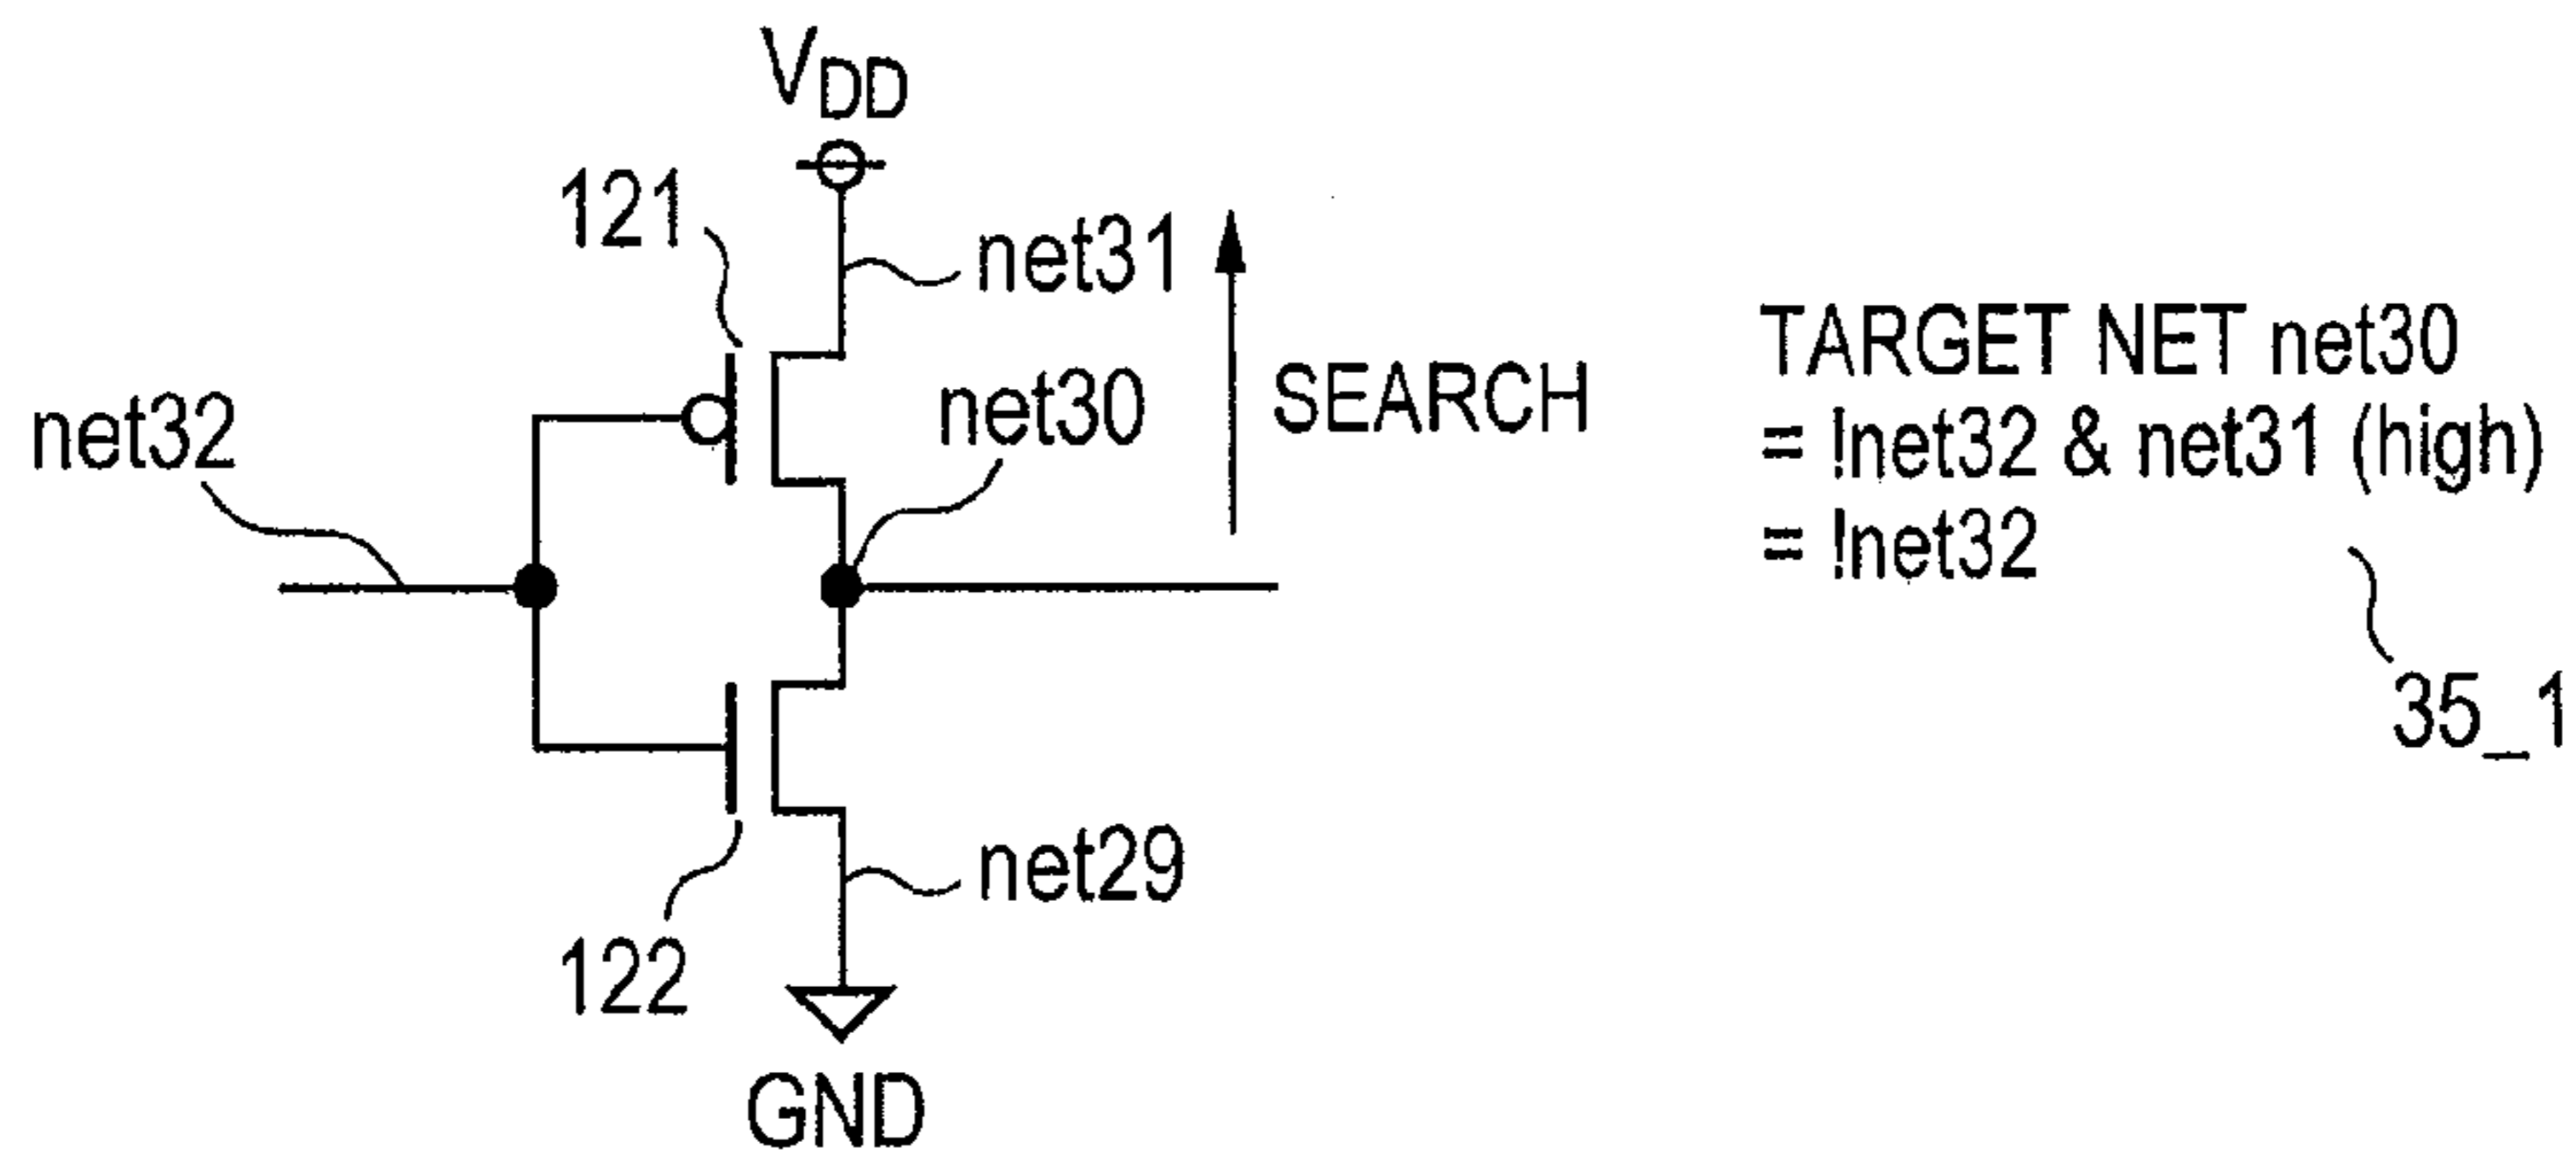 VDD
121
net31
net32
net30
SEARCH
TARGET NET net30
= !net32 & net31 (high)
= !net32
35_1
net29
122
GND